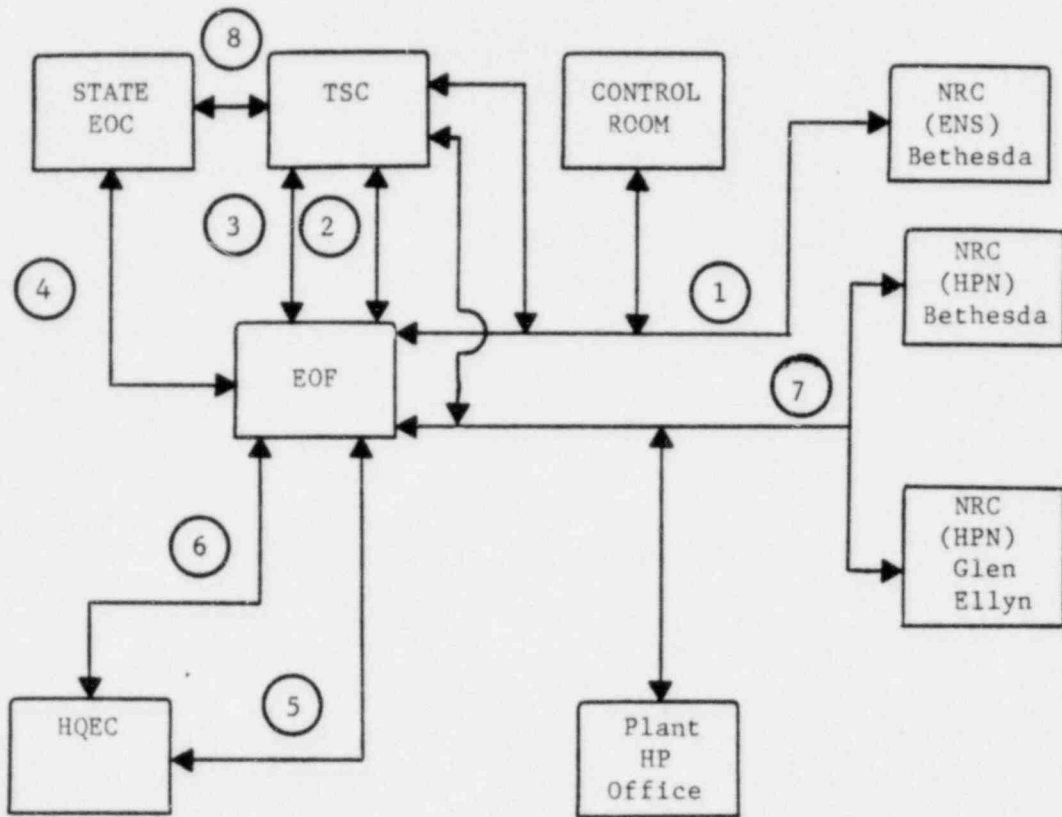 8
STATE
EOC
TSC
CONTROL
ROOM
NRC
(ENS)
Bethesda
3
2
4
1
NRC
(HPN)
Bethesda
EOF
7
6
NRC
(HPN)
Glen
Ellyn
5
HQEC
Plant
HP
Office